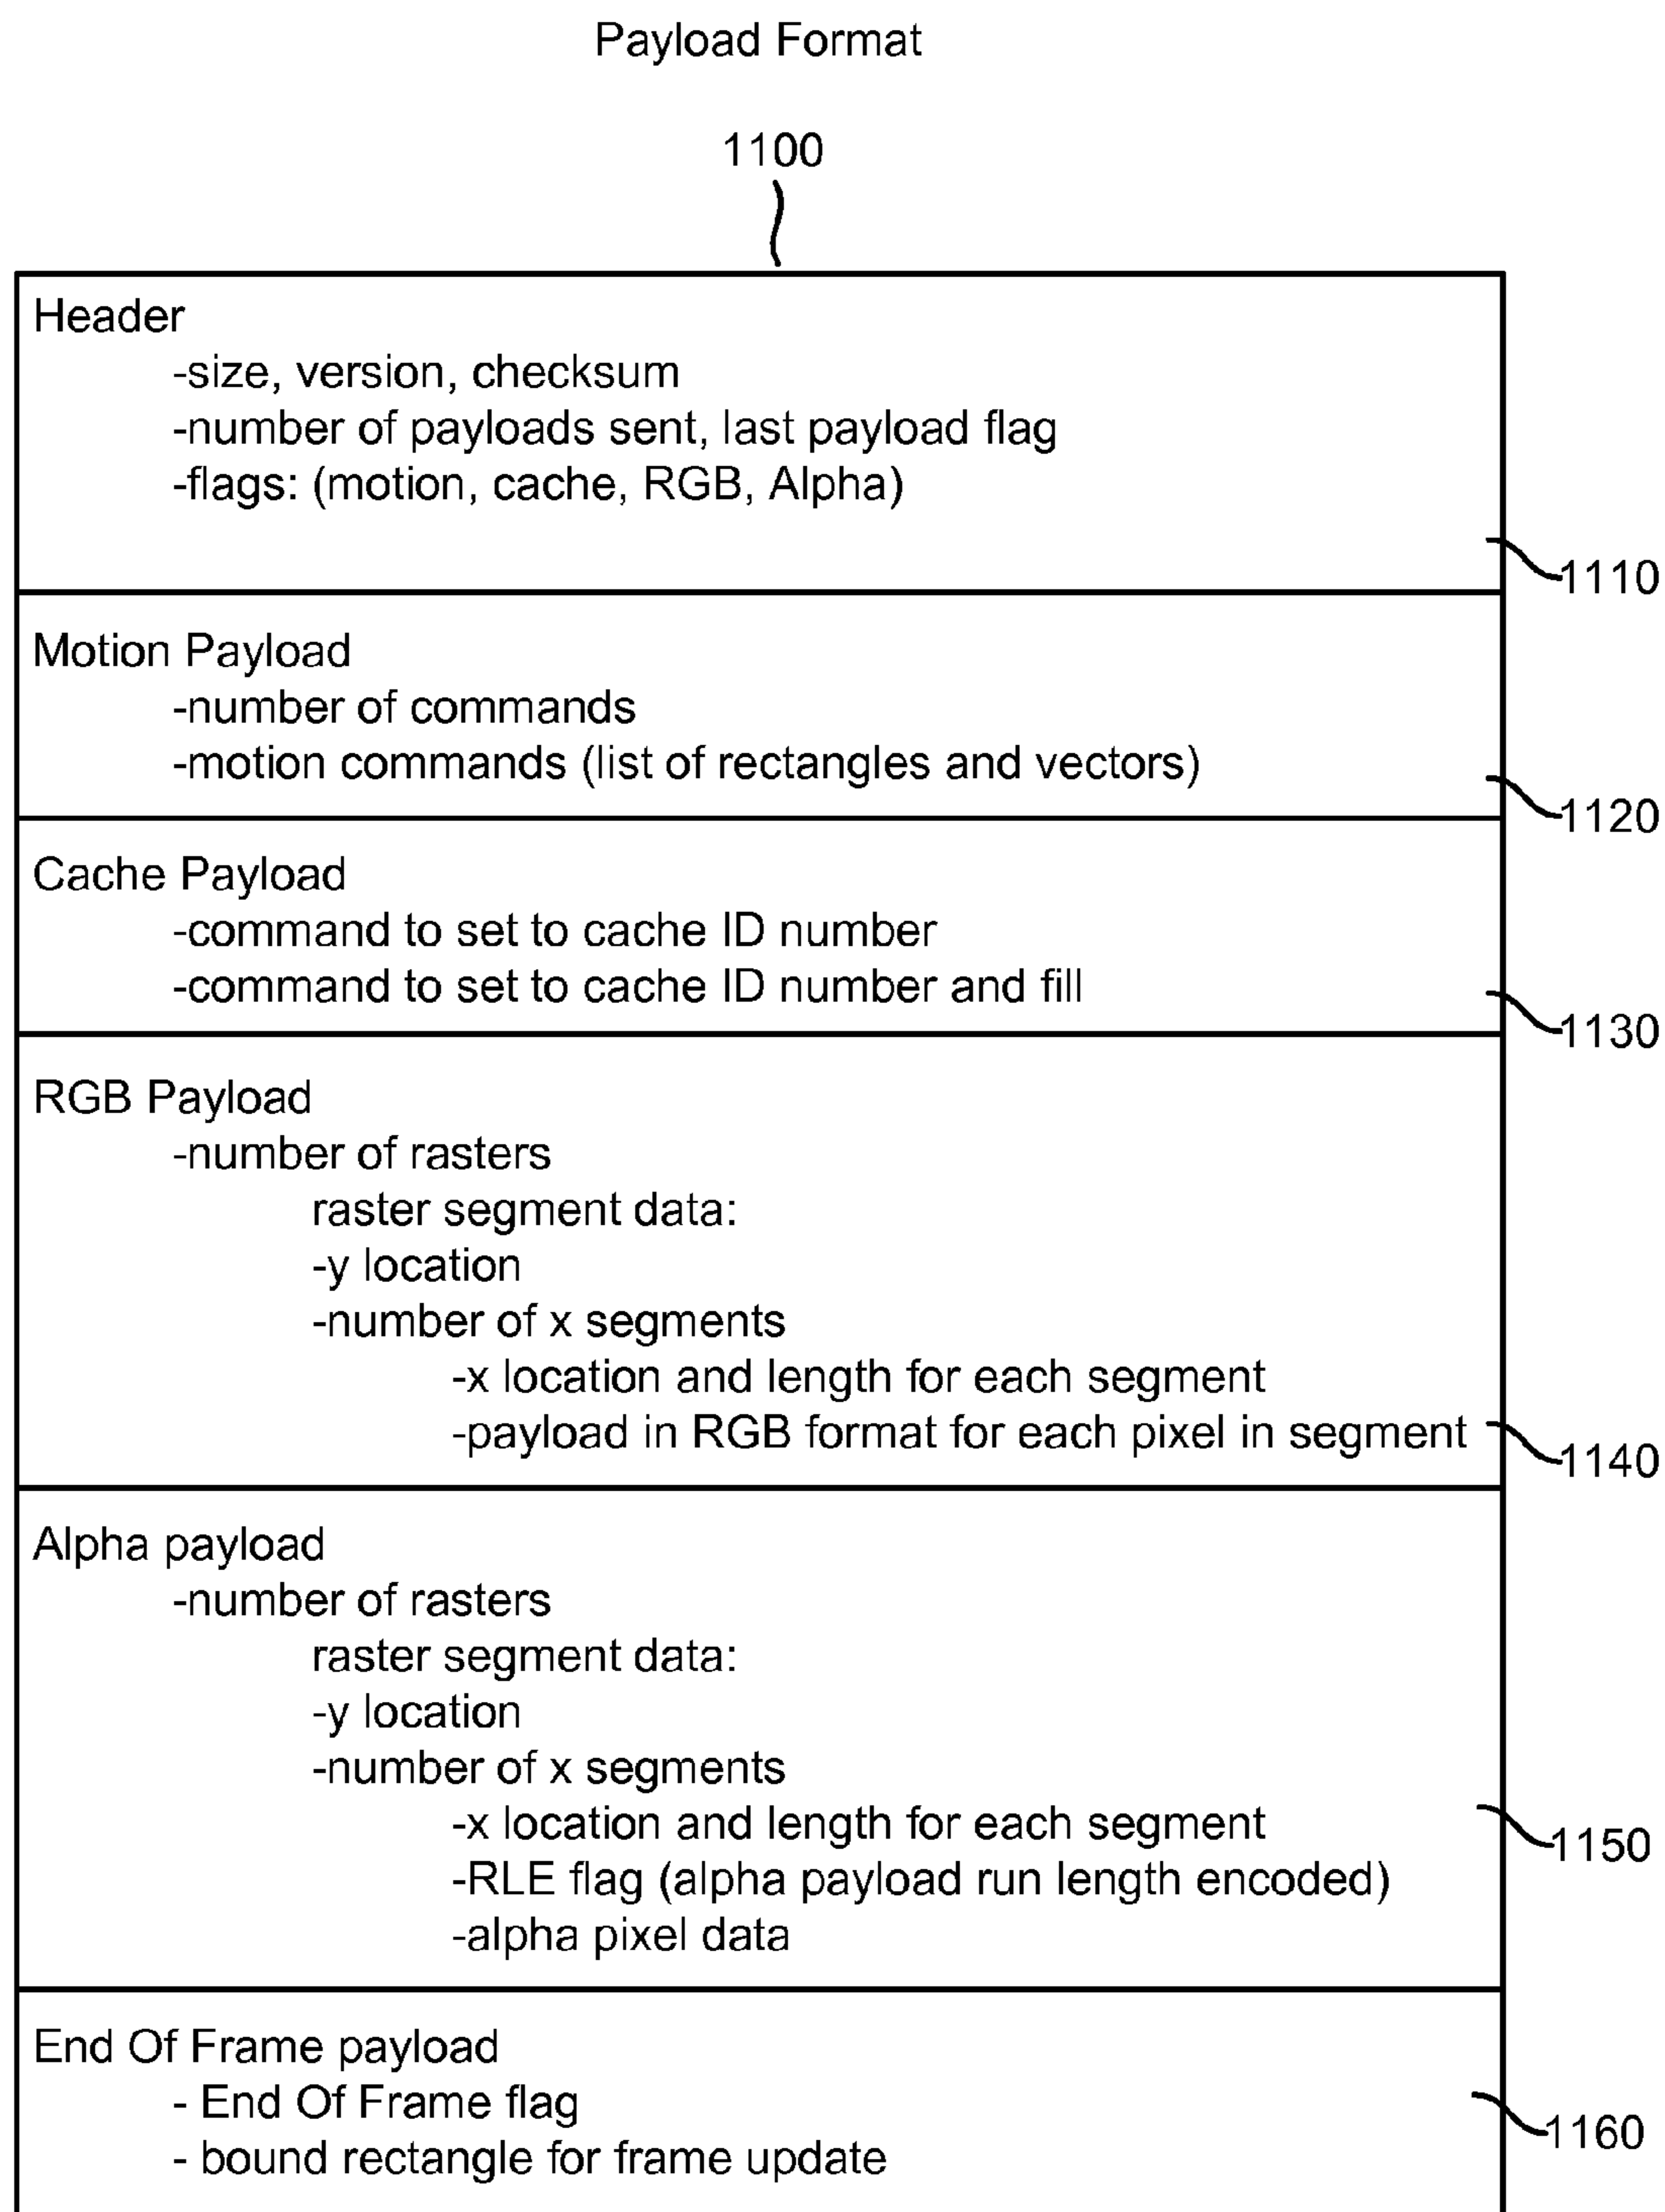 Payload Format
1100
Header
-size, version, checksum
-number of payloads sent, last payload flag
-flags: (motion, cache, RGB, Alpha)
1110
Motion Payload
-number of commands
-motion commands (list of rectangles and vectors)
1120
Cache Payload
-command to set to cache ID number
-command to set to cache ID number and fill
1130
RGB Payload
-number of rasters
raster segment data:
-y location
-number of x segments
-x location and length for each segment
-payload in RGB format for each pixel in segment
1140
Alpha payload
-number of rasters
raster segment data:
-y location
-number of x segments
-x location and length for each segment
1150
-RLE flag (alpha payload run length encoded)
-alpha pixel data
End Of Frame payload
- End Of Frame flag
1160
- bound rectangle for frame update